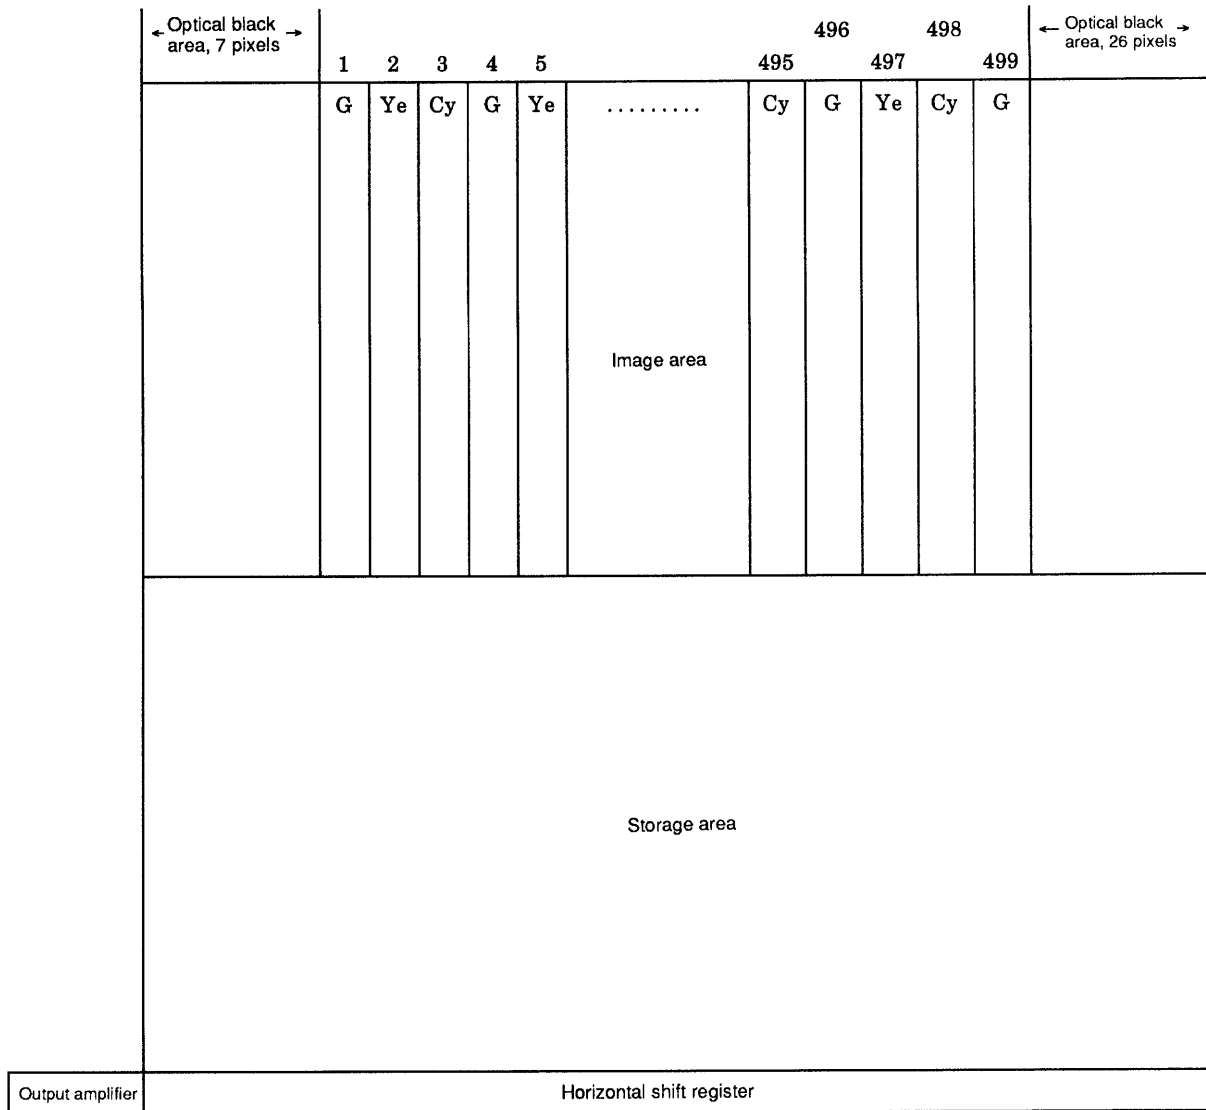 ← Optical black → area, 7 pixels
496 498
← Optical black → area, 26 pixels
1 2 3 4 5 495 497 499
G Ye Cy G Ye ......... Cy G Ye Cy G
Image area
Storage area
Output amplifier
Horizontal shift register